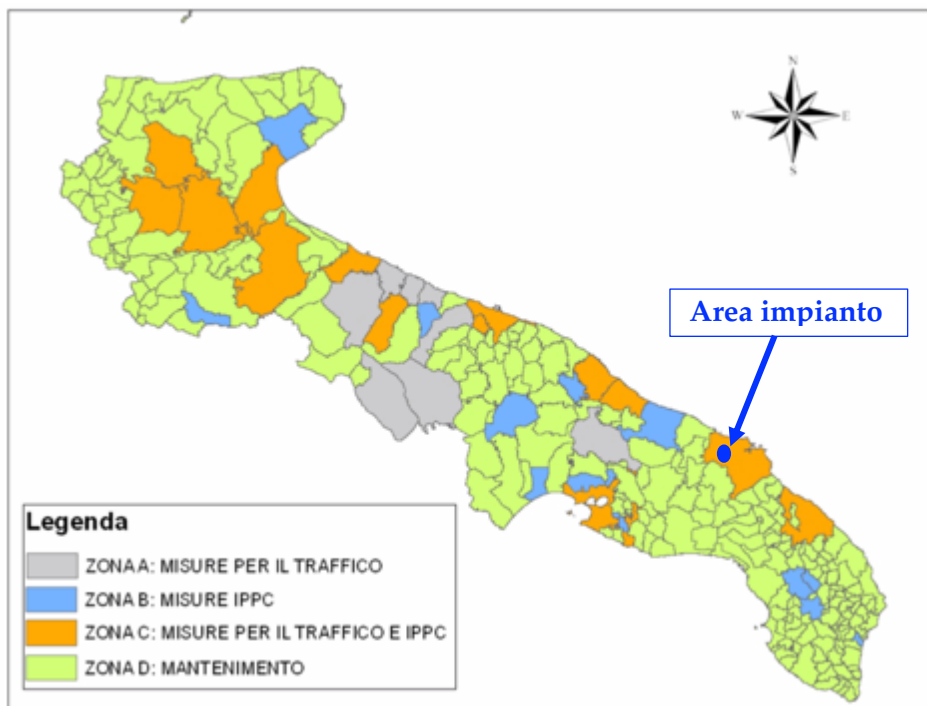 N
W E
S
Area impianto
Legenda
ZONA A: MISURE PER IL TRAFFICO
ZONA B: MISURE IPPC
ZONA C: MISURE PER IL TRAFFICO E IPPC
ZONA D: MANTENIMENTO